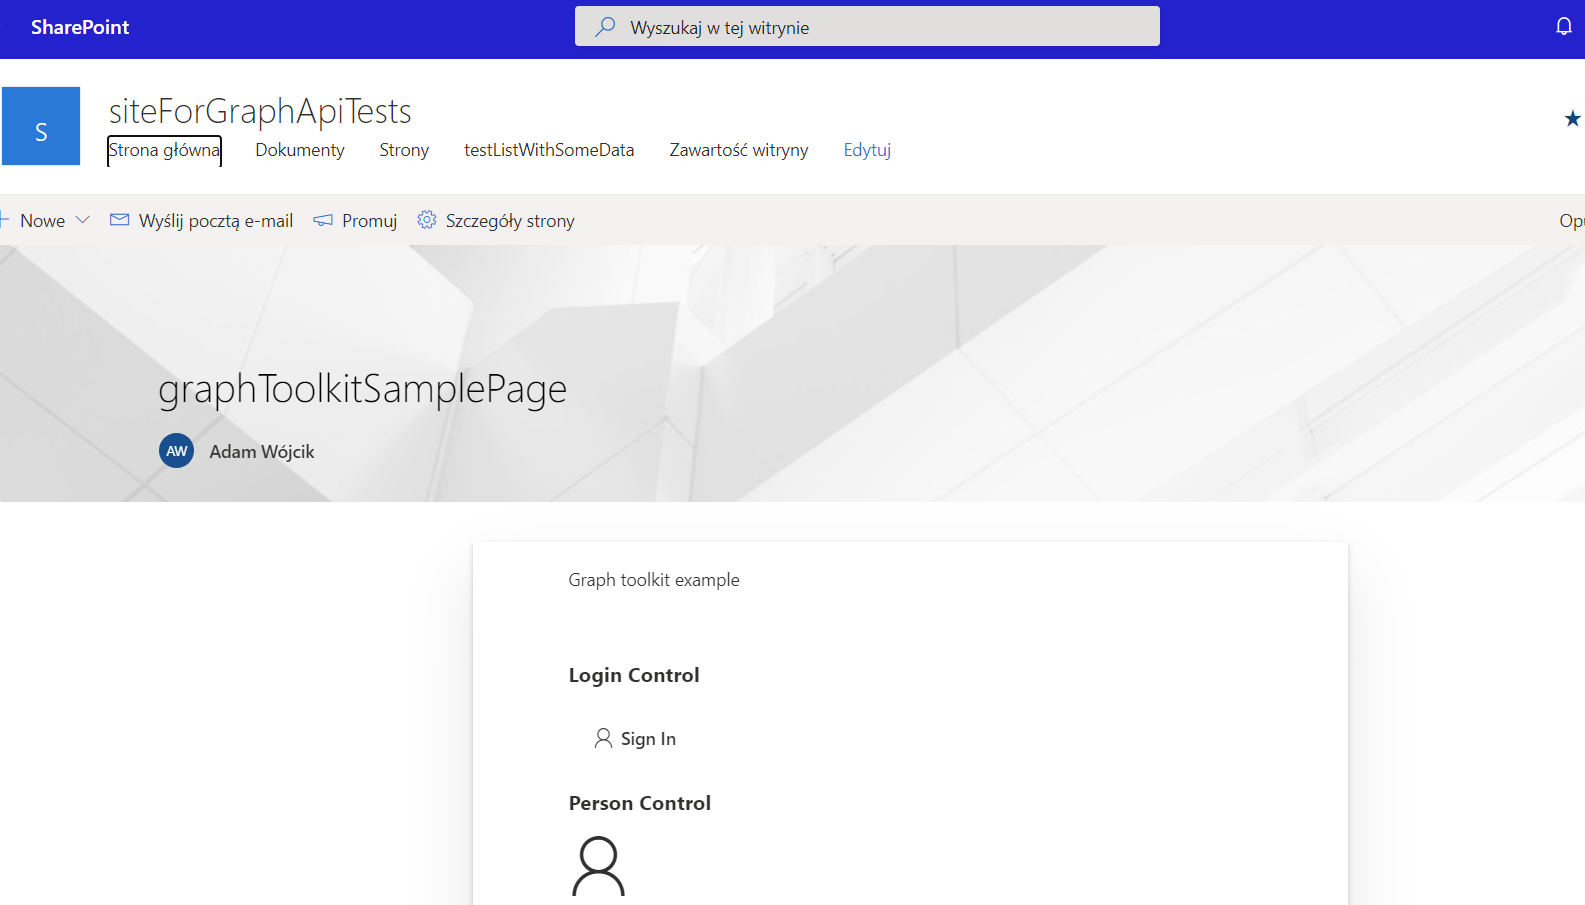 SharePoint
Wyszukaj w tej witrynie
S
siteForGraphApiTests
Strona główna Dokumenty Strony testListWithSomeData Zawartość witryny Edytuj
Nowe Wyślij pocztą e-mail Promuj Szczegóły strony
graphToolkitSamplePage
AW Adam Wójcik
Graph toolkit example
Login Control
Sign In
Person Control